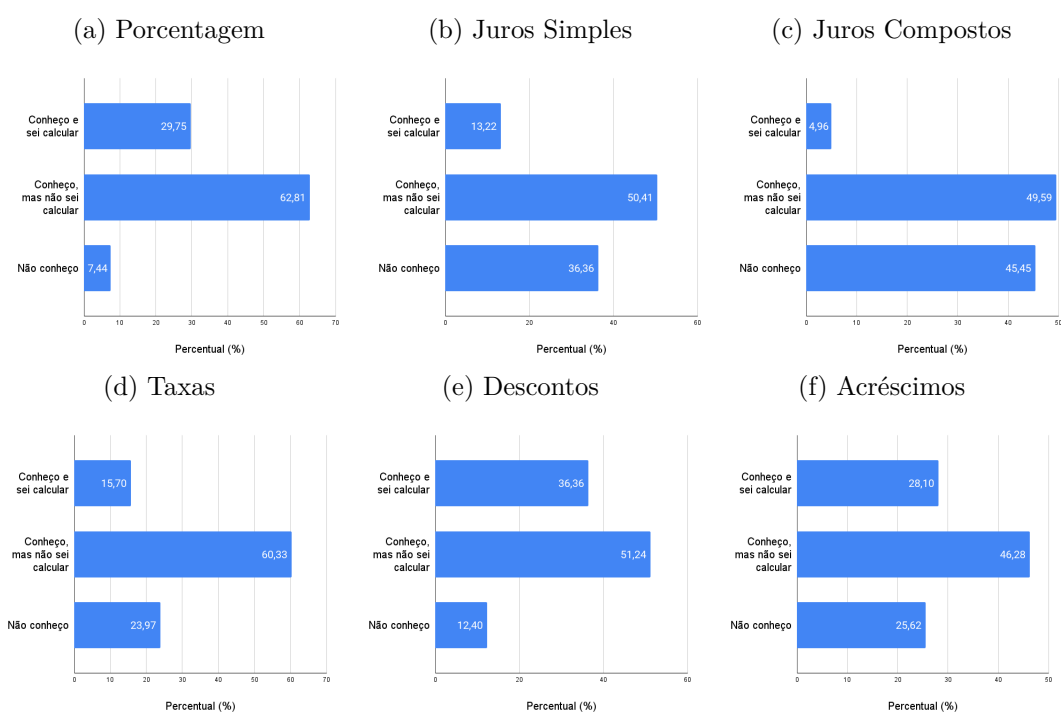 (a) Porcentagem
Conheço e
sei calcular
29,75
Conheço,
mas não sei
calcular
62,81
Não conheço
7,44
0 10 20 30 40 50 60 70
Percentual (%)
(b) Juros Simples
Conheço e
sei calcular
13,22
Conheço,
mas não sei
calcular
50,41
Não conheço
36,36
0 20 40 60
Percentual (%)
(c) Juros Compostos
Conheço e
sei calcular
4,96
Conheço,
mas não sei
calcular
49,59
Não conheço
45,45
0 10 20 30 40 50
Percentual (%)
(d) Taxas
Conheço e
sei calcular
15,70
Conheço,
mas não sei
calcular
60,33
Não conheço
23,97
0 10 20 30 40 50 60 70
Percentual (%)
(e) Descontos
Conheço e
sei calcular
36,36
Conheço,
mas não sei
calcular
51,24
Não conheço
12,40
0 20 40 60
Percentual (%)
(f) Acréscimos
Conheço e
sei calcular
28,10
Conheço,
mas não sei
calcular
46,28
Não conheço
25,62
0 10 20 30 40 50
Percentual (%)